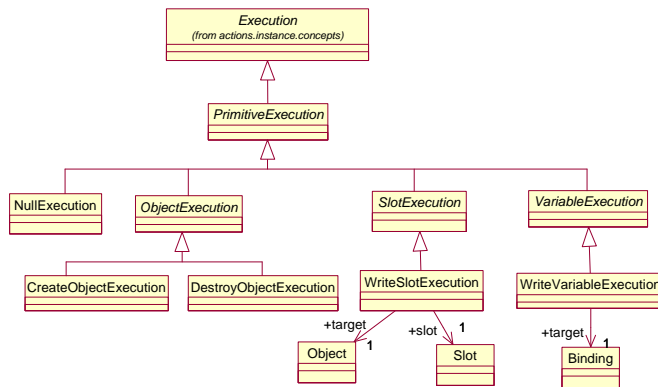 Execution
(from actions.instance.concepts)
PrimitiveExecution
NullExecution
ObjectExecution
SlotExecution
VariableExecution
CreateObjectExecution
DestroyObjectExecution
WriteSlotExecution
WriteVariableExecution
+target
1
+slot
1
+target
1
Object
Slot
Binding